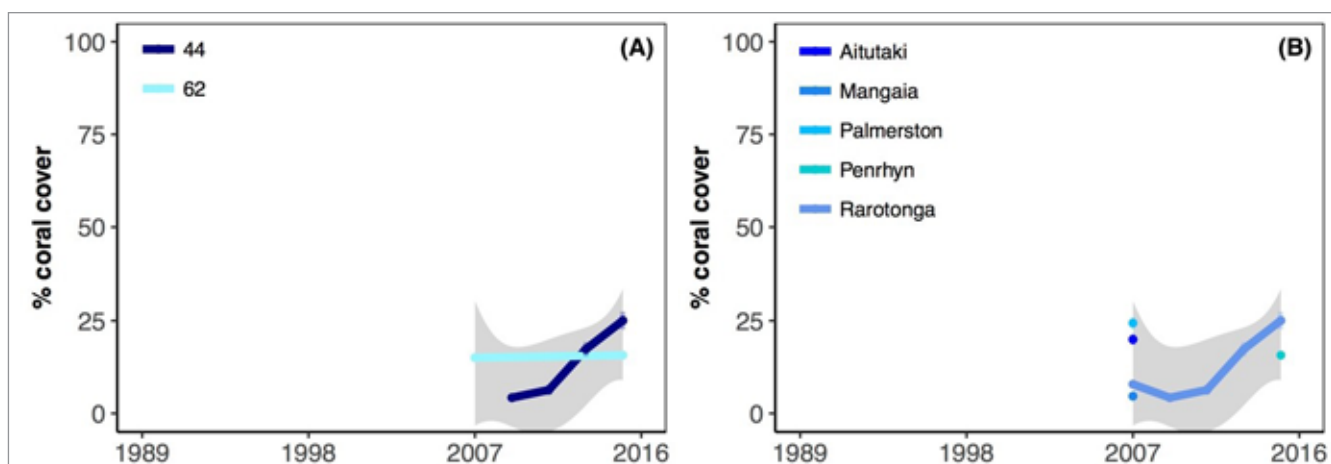 (A)
44
62
% coral cover
100
75
50
25
0
1989 1998 2007 2016
(B)
Aitutaki
Mangaia
Palmerston
Penrhyn
Rarotonga
% coral cover
100
75
50
25
0
1989 1998 2007 2016